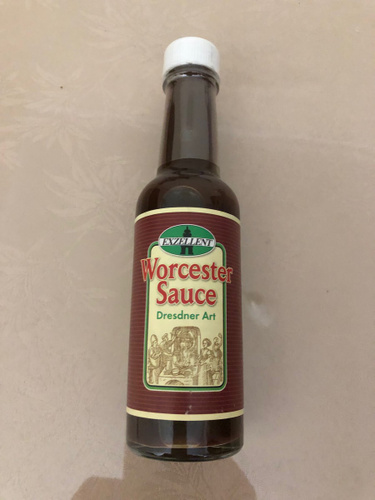 EXZELLENT
Worcester
Sauce
Dresdner Art